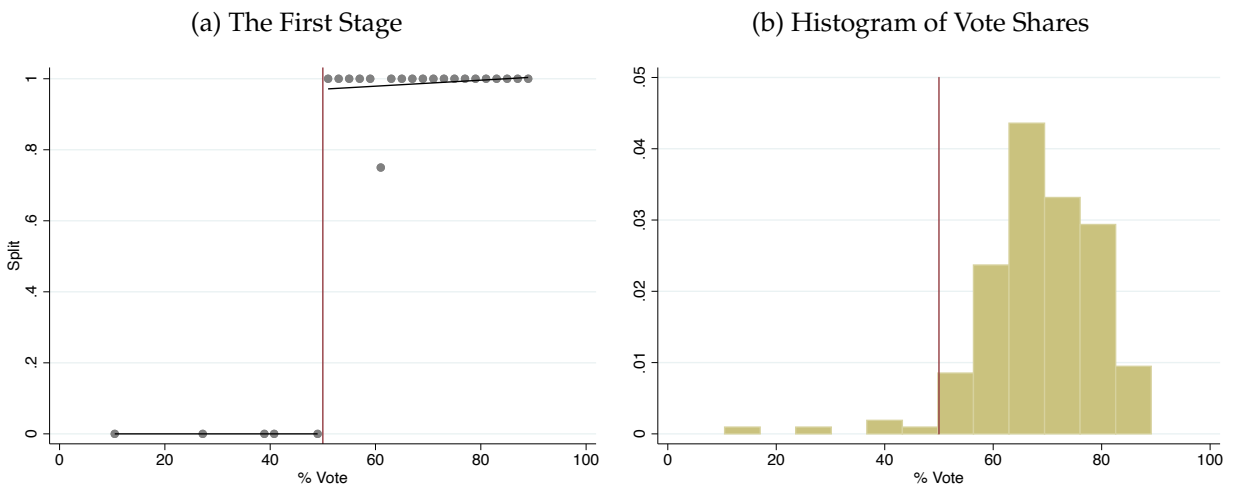 (a) The First Stage
1
.8
.6
.4
.2
0
Split
0 20 40 60 80 100
% Vote
(b) Histogram of Vote Shares
.05
.04
.03
.02
.01
0
0 20 40 60 80 100
% Vote